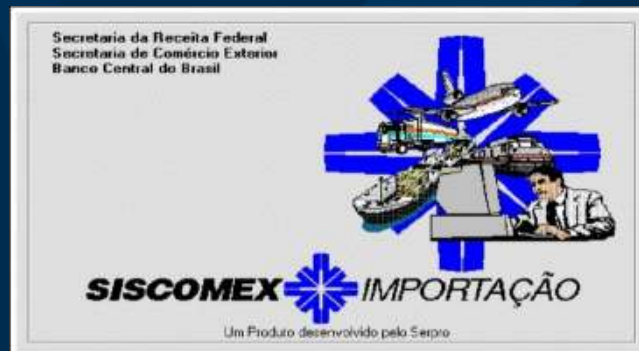 Secretaria da Receita Federal
Secretaria de Comércio Exterior
Banco Central do Brasil
SISCOMEX IMPORTAÇÃO
Um Produto desenvolvido pelo Serpro